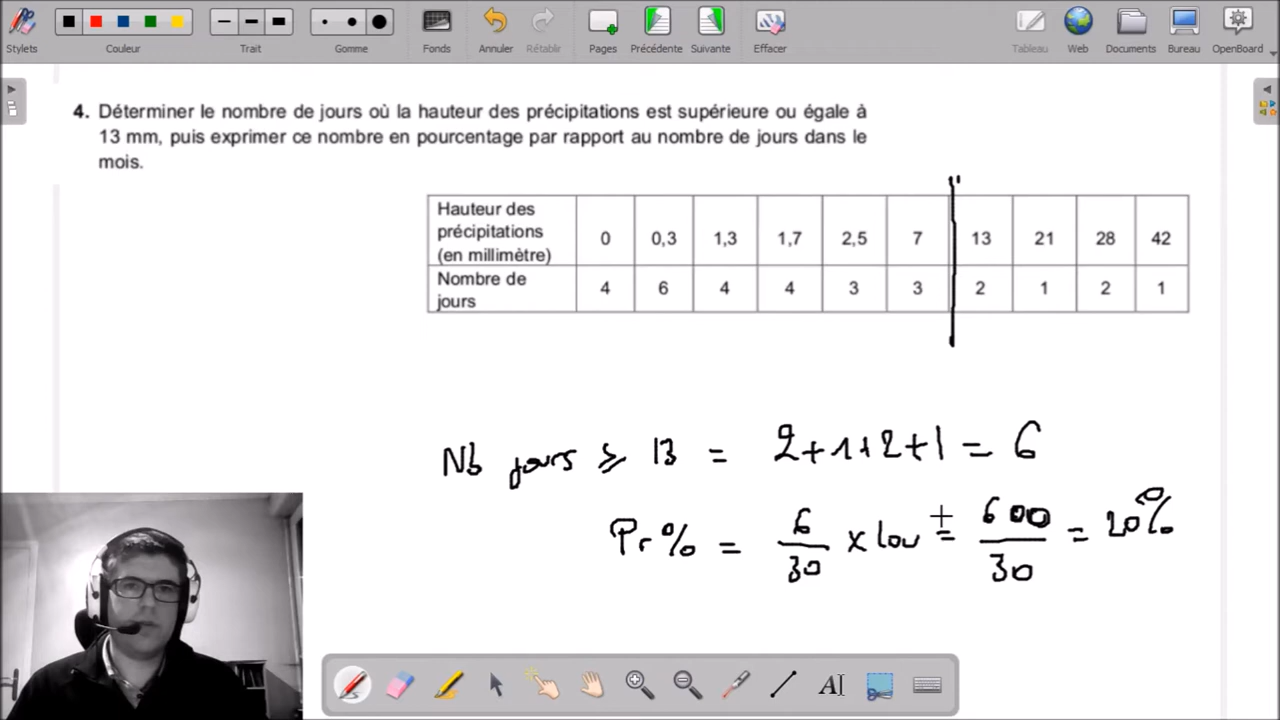 Stylets Couleur Trait Gomme Fonds Annuler Rétablir Pages Précédente Suivante Effacer Tableau Web Documents Bureau OpenBoard
4. Déterminer le nombre de jours où la hauteur des précipitations est supérieure ou égale à
13 mm, puis exprimer ce nombre en pourcentage par rapport au nombre de jours dans le
mois.
Hauteur des
précipitations
(en millimètre) 0 0,3 1,3 1,7 2,5 7 13 21 28 42
Nombre de
jours 4 6 4 4 3 3 2 1 2 1
Nb jours ⩾ 13 = 2+1+2+1 = 6
Pr% = 6/30 x 100 = 600/30 = 20%
AI